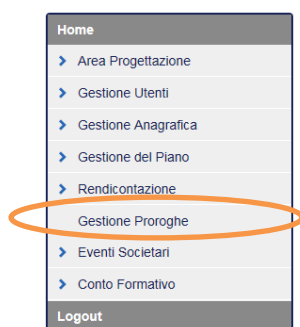 Home
Area Progettazione
Gestione Utenti
Gestione Anagrafica
Gestione del Piano
Rendicontazione
Gestione Proroghe
Eventi Societari
Conto Formativo
Logout